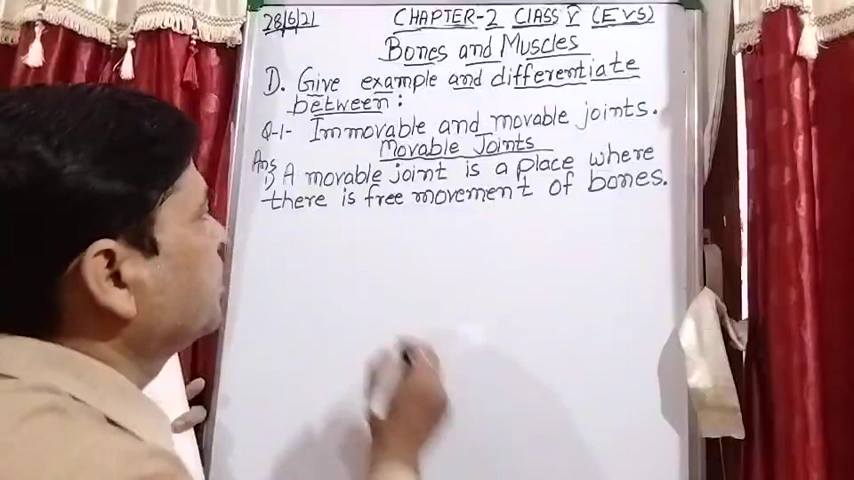 28/6/21 CHAPTER-2 CLASS V (EVS)
Bones and Muscles
D. Give example and differentiate
between :
Q-1- Immovable and movable joints.
Movable Joints
Ans
1) A movable joint is a place where
there is free movement of bones.